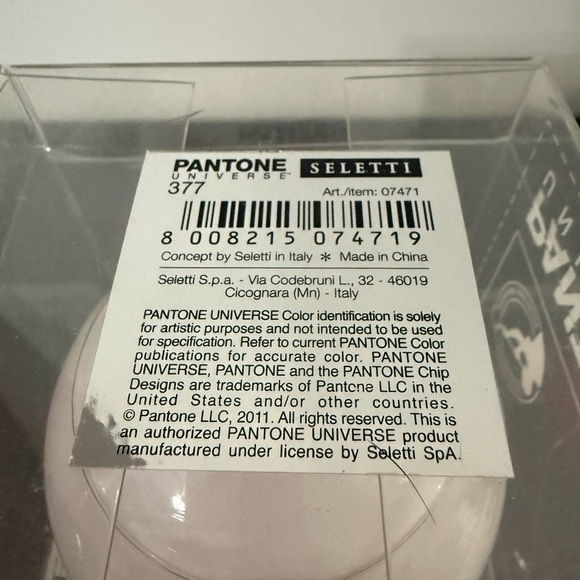 PANTONE SELETTI
UNIVERSE™
377 Art./item: 07471
8 008215 074719
Concept by Seletti in Italy * Made in China
Seletti S.p.a. - Via Codebruni L., 32 - 46019
Cicognara (Mn) - Italy
PANTONE UNIVERSE Color identification is solely
for artistic purposes and not intended to be used
for specification. Refer to current PANTONE Color
publications for accurate color. PANTONE
UNIVERSE, PANTONE and the PANTONE Chip
Designs are trademarks of Pantone LLC in the
United States and/or other countries.
© Pantone LLC, 2011. All rights reserved. This is
an authorized PANTONE UNIVERSE product
manufactured under license by Seletti SpA.